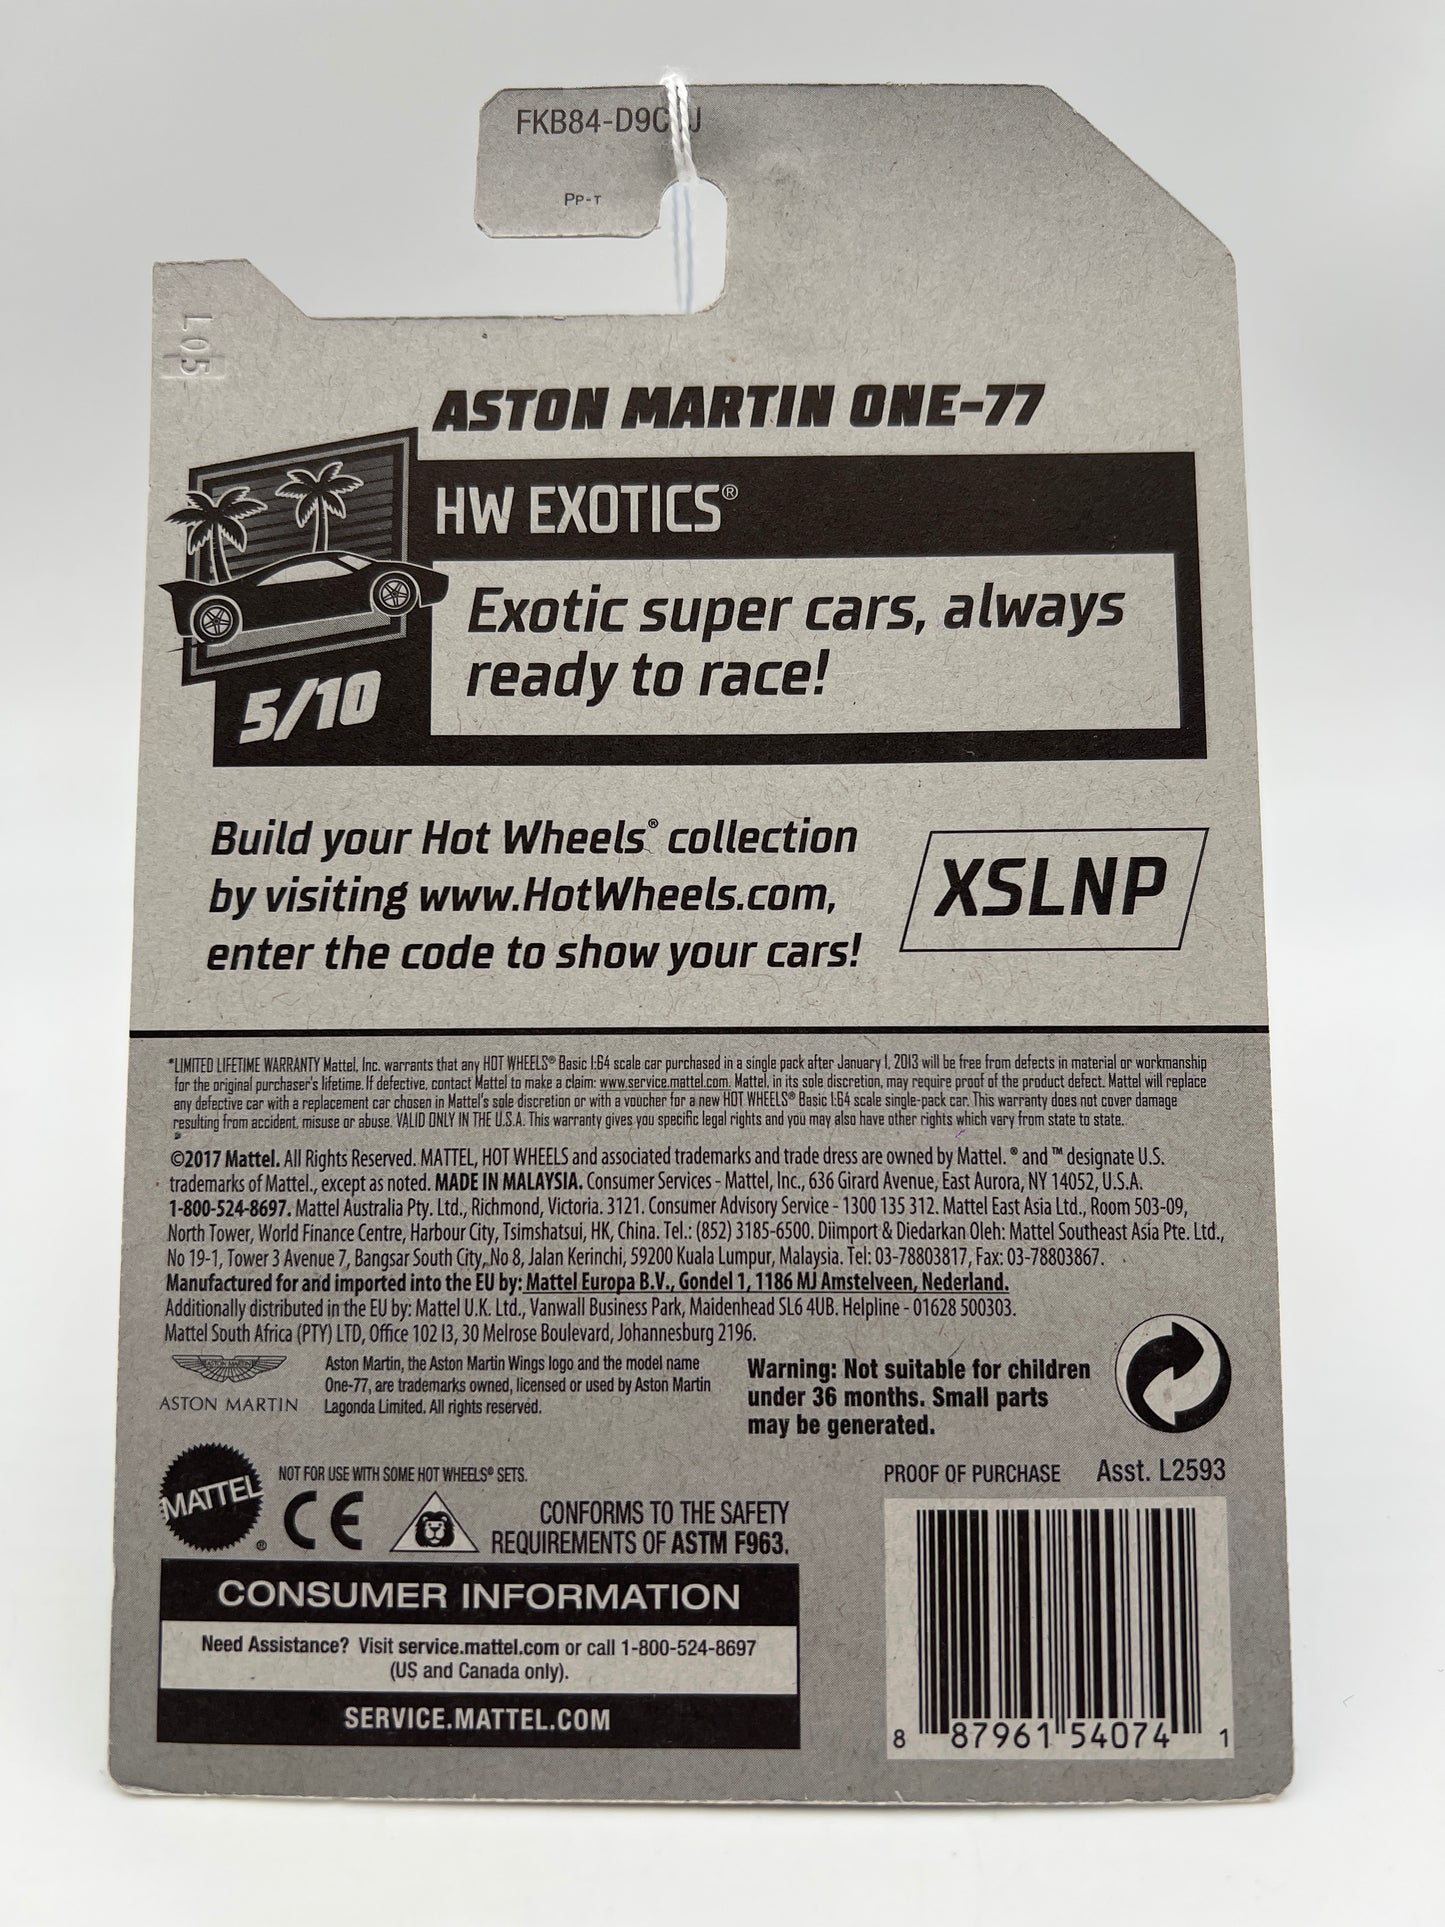 Pp-T
L05
ASTON MARTIN ONE-77
HW EXOTICS®
Exotic super cars, always
ready to race!
5/10
Build your Hot Wheels® collection
by visiting www.HotWheels.com,
enter the code to show your cars!
XSLNP
*LIMITED LIFETIME WARRANTY Mattel, Inc. warrants that any HOT WHEELS® Basic 1:64 scale car purchased in a single pack after January 1, 2013 will be free from defects in material or workmanship
for the original purchaser's lifetime. If defective, contact Mattel to make a claim: www.service.mattel.com. Mattel, in its sole discretion, may require proof of the product defect. Mattel will replace
any defective car with a replacement car chosen in Mattel's sole discretion or with a voucher for a new HOT WHEELS® Basic 1:64 scale single-pack car. This warranty does not cover damage
resulting from accident, misuse or abuse. VALID ONLY IN THE U.S.A. This warranty gives you specific legal rights and you may also have other rights which vary from state to state.
©2017 Mattel. All Rights Reserved. MATTEL, HOT WHEELS and associated trademarks and trade dress are owned by Mattel. ® and ™ designate U.S.
trademarks of Mattel., except as noted. MADE IN MALAYSIA. Consumer Services - Mattel, Inc., 636 Girard Avenue, East Aurora, NY 14052, U.S.A.
1-800-524-8697. Mattel Australia Pty. Ltd., Richmond, Victoria. 3121. Consumer Advisory Service - 1300 135 312. Mattel East Asia Ltd., Room 503-09,
North Tower, World Finance Centre, Harbour City, Tsimshatsui, HK, China. Tel.: (852) 3185-6500. Diimport & Diedarkan Oleh: Mattel Southeast Asia Pte. Ltd.,
No 19-1, Tower 3 Avenue 7, Bangsar South City, No 8, Jalan Kerinchi, 59200 Kuala Lumpur, Malaysia. Tel: 03-78803817, Fax: 03-78803867.
Manufactured for and imported into the EU by: Mattel Europa B.V., Gondel 1, 1186 MJ Amstelveen, Nederland.
Additionally distributed in the EU by: Mattel U.K. Ltd., Vanwall Business Park, Maidenhead SL6 4UB. Helpline - 01628 500303.
Mattel South Africa (PTY) LTD, Office 102 I3, 30 Melrose Boulevard, Johannesburg 2196.
ASTON MARTIN
ASTON MARTIN
Aston Martin, the Aston Martin Wings logo and the model name
One-77, are trademarks owned, licensed or used by Aston Martin
Lagonda Limited. All rights reserved.
Warning: Not suitable for children
under 36 months. Small parts
may be generated.
MATTEL®
NOT FOR USE WITH SOME HOT WHEELS® SETS.
CE
CONFORMS TO THE SAFETY
REQUIREMENTS OF ASTM F963.
PROOF OF PURCHASE Asst. L2593
CONSUMER INFORMATION
Need Assistance? Visit service.mattel.com or call 1-800-524-8697
(US and Canada only).
SERVICE.MATTEL.COM
8 87961 54074 1